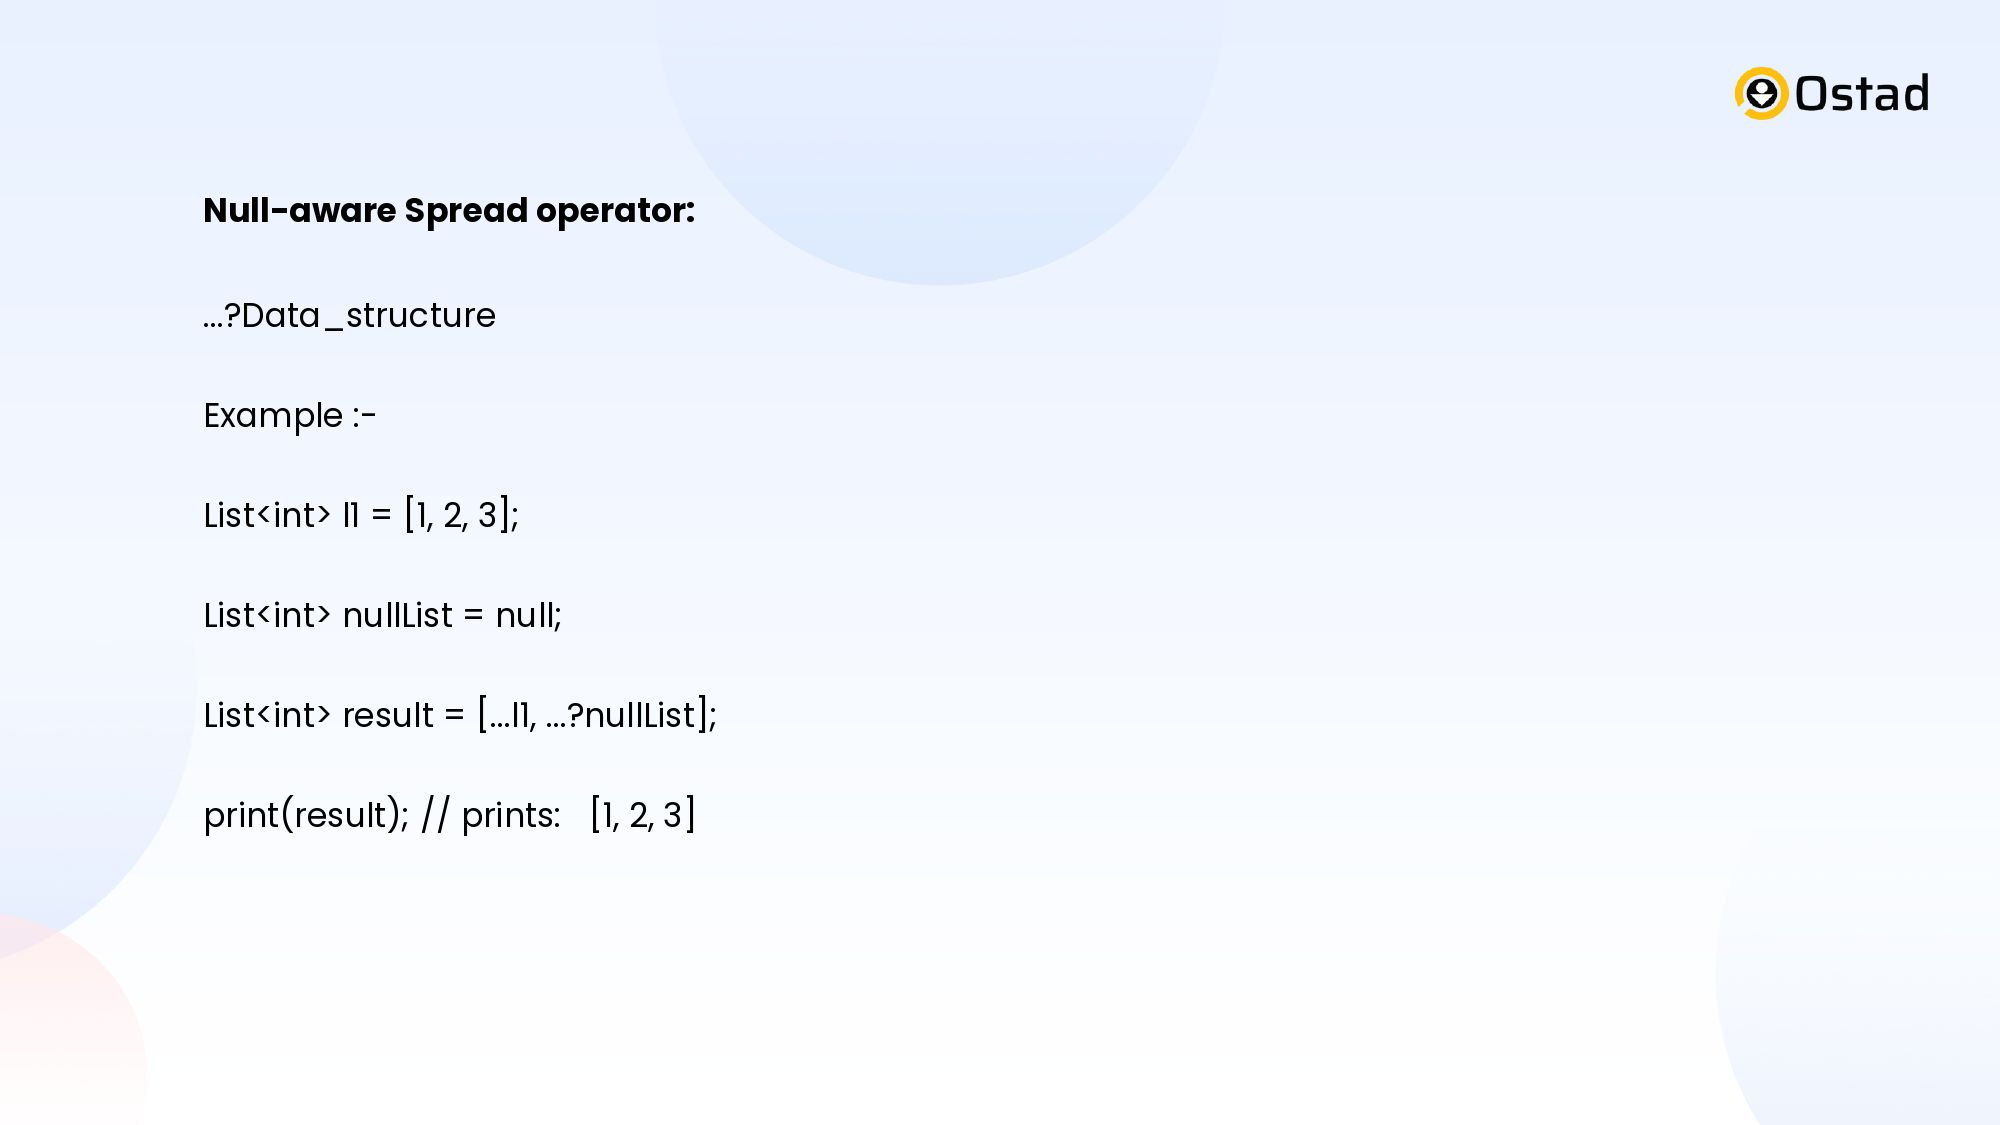 Ostad
Null-aware Spread operator:
...?Data_structure
Example :-
List<int> l1 = [1, 2, 3];
List<int> nullList = null;
List<int> result = [...l1, ...?nullList];
print(result); // prints:   [1, 2, 3]